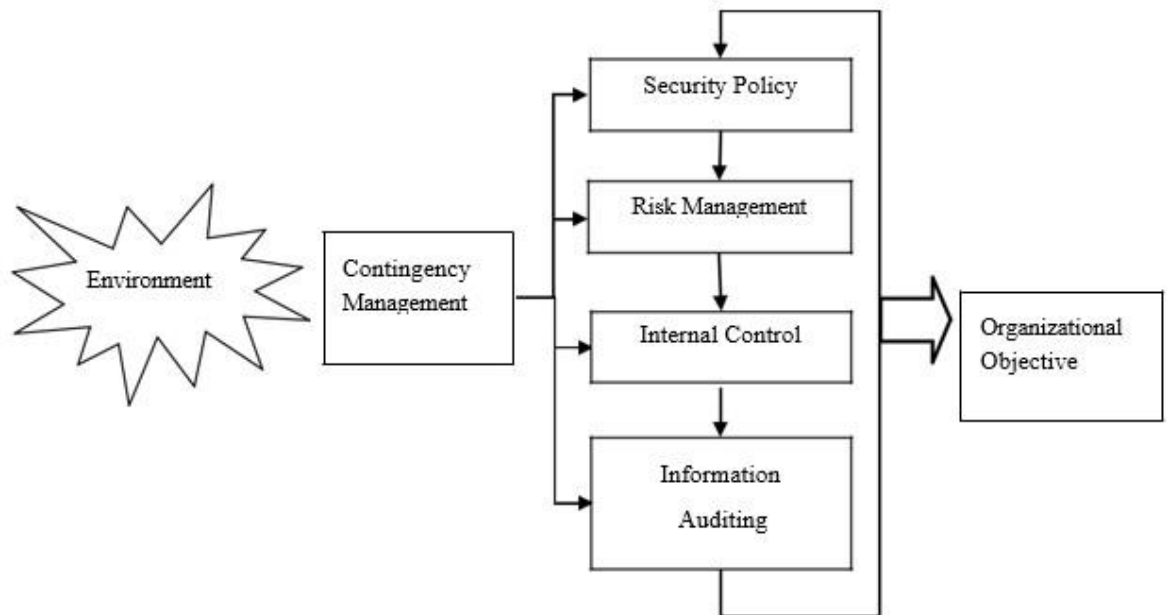 Security Policy
Risk Management
Environment
Contingency
Management
Internal Control
Organizational
Objective
Information
Auditing